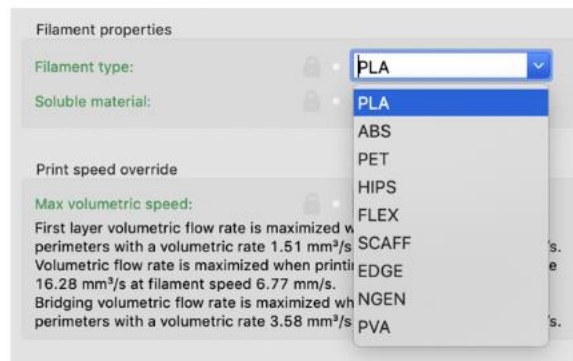 Filament properties
Filament type:
PLA
Soluble material:
PLA
ABS
PET
HIPS
FLEX
SCAFF
EDGE
NGEN
PVA
Print speed override
Max volumetric speed:
First layer volumetric flow rate is maximized w
perimeters with a volumetric rate 1.51 mm³/s s.
Volumetric flow rate is maximized when printi e
16.28 mm³/s at filament speed 6.77 mm/s.
Bridging volumetric flow rate is maximized wh
perimeters with a volumetric rate 3.58 mm³/s s.